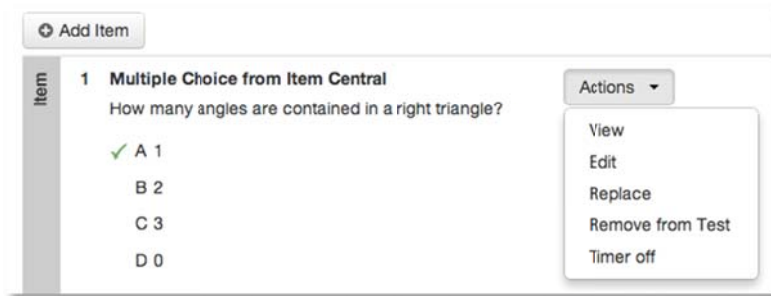 Add Item
Item
1 Multiple Choice from Item Central
How many angles are contained in a right triangle?
A 1
B 2
C 3
D 0
Actions
View
Edit
Replace
Remove from Test
Timer off